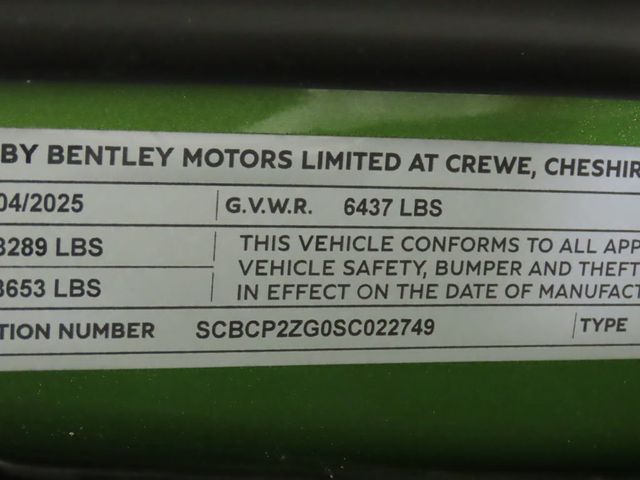 BY BENTLEY MOTORS LIMITED AT CREWE, CHESHIR
04/2025 G.V.W.R. 6437 LBS
3289 LBS THIS VEHICLE CONFORMS TO ALL APP
VEHICLE SAFETY, BUMPER AND THEFT
3653 LBS IN EFFECT ON THE DATE OF MANUFACT
TION NUMBER SCBCP2ZG0SC022749 TYPE